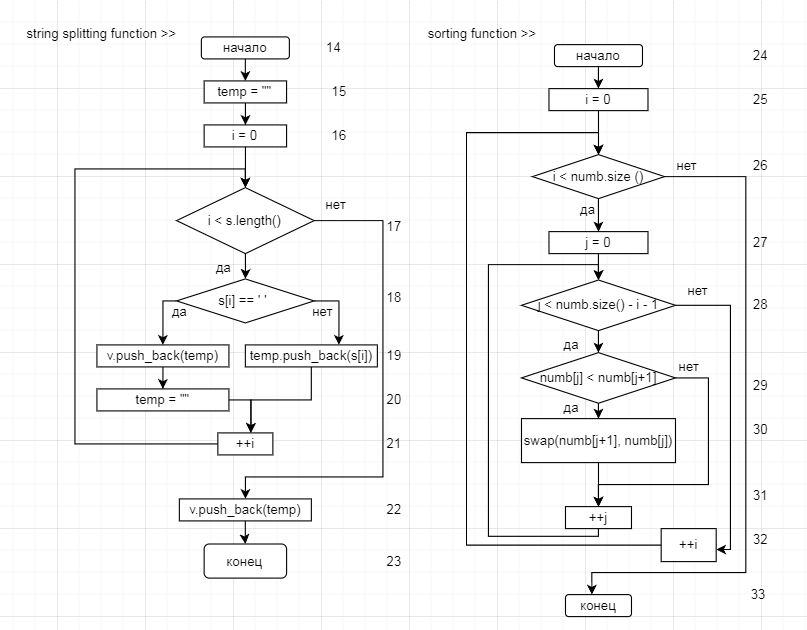 string splitting function >>
начало
14
temp = ""
15
i = 0
16
i < s.length()
нет
17
да
s[i] == ' '
18
да
нет
v.push_back(temp)
temp.push_back(s[i])
19
temp = ""
20
++i
21
v.push_back(temp)
22
конец
23
sorting function >>
начало
24
i = 0
25
i < numb.size ()
нет
26
да
j = 0
27
j < numb.size() - i - 1
нет
28
да
numb[j] < numb[j+1]
нет
29
да
swap(numb[j+1], numb[j])
30
++j
31
++i
32
конец
33